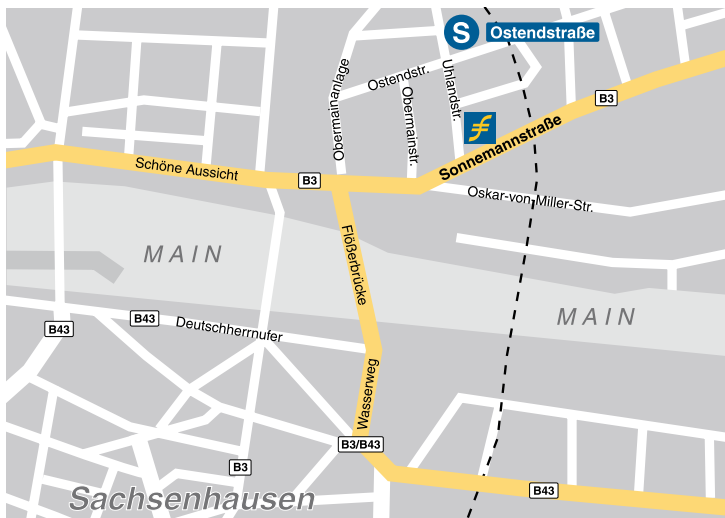 S Ostendstraße
Ostendstr.
Uhlandstr.
Obermainanlage
Obermainstr.
B3
Sonnemannstraße
Schöne Aussicht
B3
Oskar-von-Miller-Str.
MAIN
Flößerbrücke
MAIN
B43
B43
Deutschherrnufer
Wasserweg
B3/B43
B3
B43
Sachsenhausen